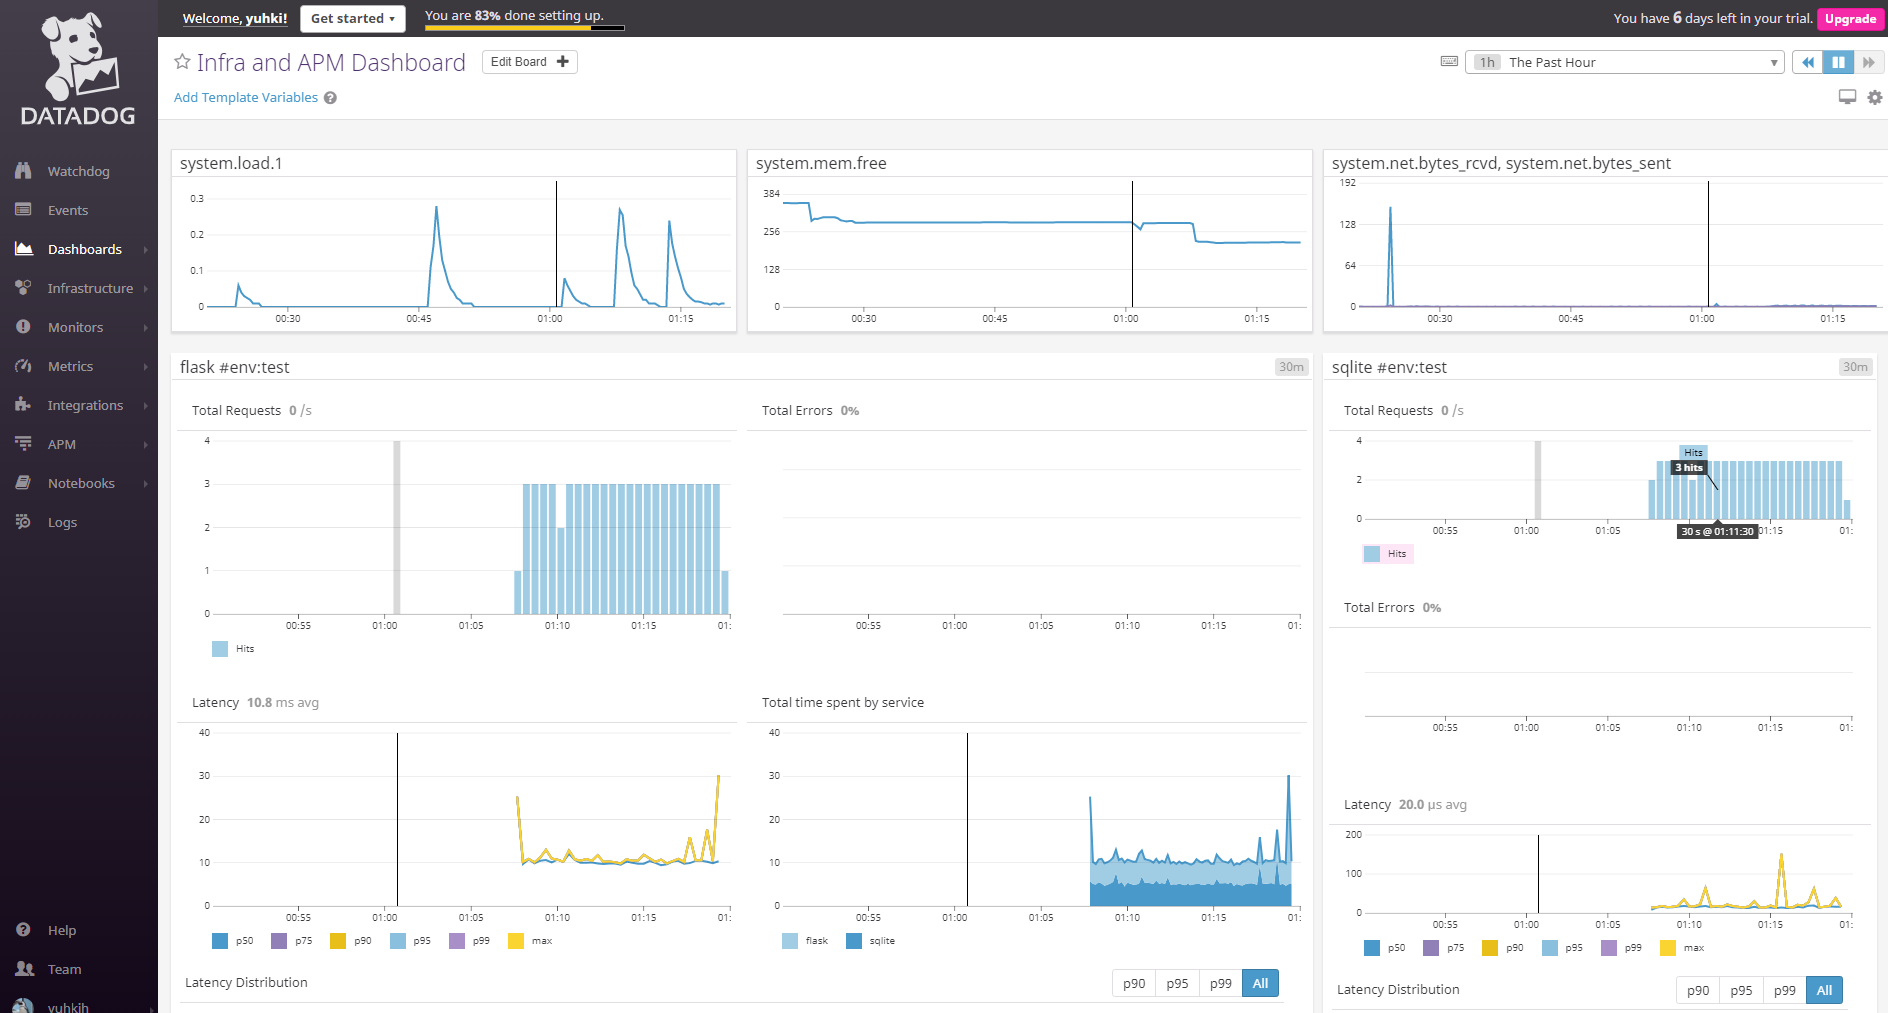 Welcome, yuhki!
Get started ▾
You are 83% done setting up.
You have 6 days left in your trial.
Upgrade
DATADOG
Watchdog
Events
Dashboards
Infrastructure
Monitors
Metrics
Integrations
APM
Notebooks
Logs
Help
Team
yuhkih
Infra and APM Dashboard
Edit Board +
1h The Past Hour
Add Template Variables ?
system.load.1
0.3
0.2
0.1
0
00:30 00:45 01:00 01:15
system.mem.free
384
256
128
0
00:30 00:45 01:00 01:15
system.net.bytes_rcvd, system.net.bytes_sent
192
128
64
0
00:30 00:45 01:00 01:15
flask #env:test
30m
Total Requests 0 /s
4
3
2
1
0
00:55 01:00 01:05 01:10 01:15 01:
Hits
Total Errors 0%
00:55 01:00 01:05 01:10 01:15 01:
Latency 10.8 ms avg
40
30
20
10
0
00:55 01:00 01:05 01:10 01:15 01:
p50 p75 p90 p95 p99 max
Total time spent by service
40
30
20
10
0
00:55 01:00 01:05 01:10 01:15 01:
flask sqlite
Latency Distribution
p90 p95 p99 All
sqlite #env:test
30m
Total Requests 0 /s
4
2
0
Hits
3 hits
00:55 01:00 01:05 30 s @ 01:11:30 01:15 01:
Hits
Total Errors 0%
00:55 01:00 01:05 01:10 01:15 01:
Latency 20.0 µs avg
200
100
0
00:55 01:00 01:05 01:10 01:15 01:
p50 p75 p90 p95 p99 max
Latency Distribution
p90 p95 p99 All